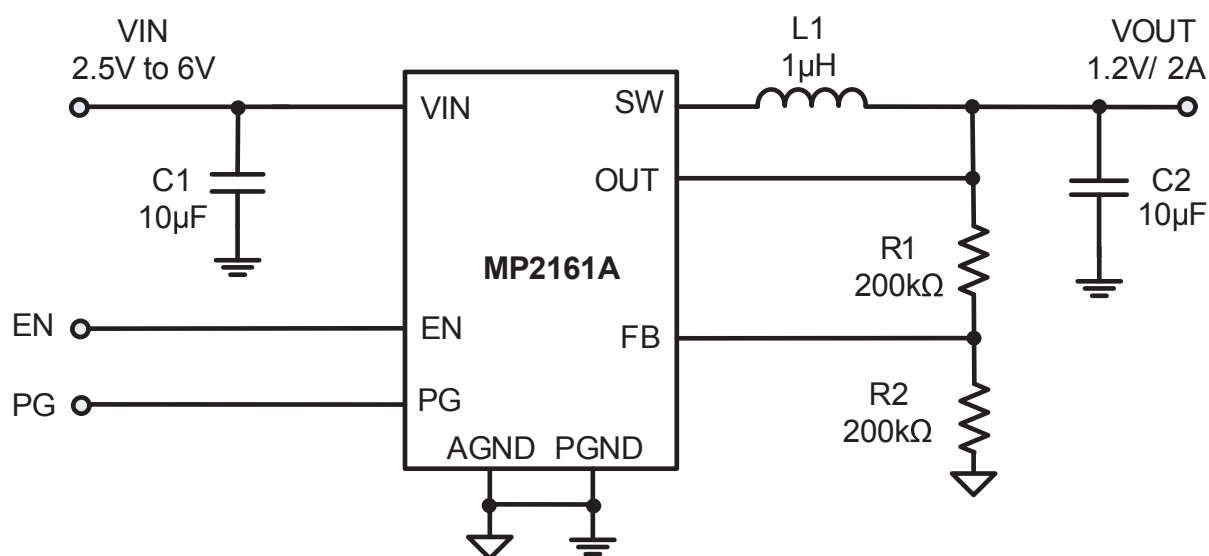 VIN
2.5V to 6V
L1
1µH
VOUT
1.2V/ 2A
VIN
SW
C1
10µF
OUT
C2
10µF
MP2161A
R1
200kΩ
EN
EN
FB
PG
PG
R2
200kΩ
AGND
PGND